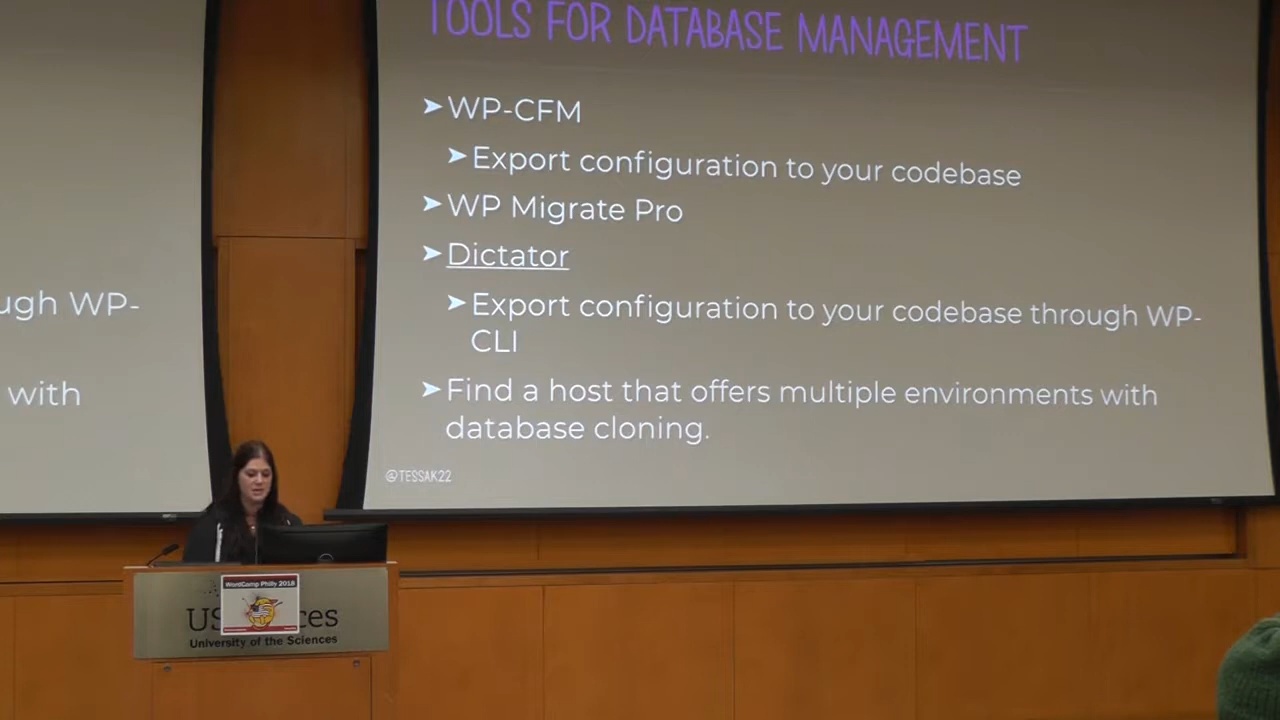 TOOLS FOR DATABASE MANAGEMENT
➤WP-CFM
➤Export configuration to your codebase
➤WP Migrate Pro
➤Dictator
➤Export configuration to your codebase through WP-
CLI
➤Find a host that offers multiple environments with
database cloning.
@TESSAK22
ugh WP-
with
WordCamp Philly 2018
US ces
University of the Sciences